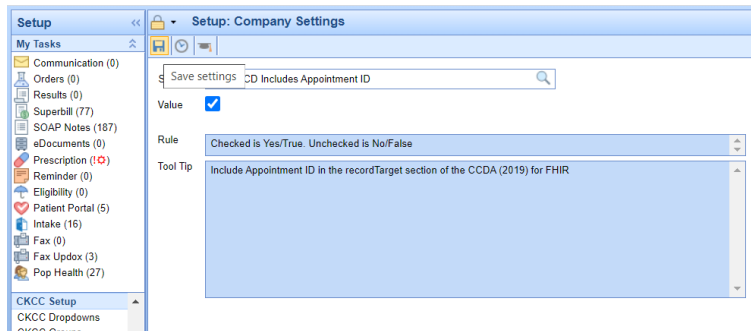 Setup
Setup: Company Settings
My Tasks
Communication (0)
Orders (0)
Results (0)
Superbill (77)
SOAP Notes (187)
eDocuments (0)
Prescription (!)
Reminder (0)
Eligibility (0)
Patient Portal (5)
Intake (16)
Fax (0)
Fax Updox (3)
Pop Health (27)
CKCC Setup
CKCC Dropdowns
CKCC Groups
Save settings
S CD Includes Appointment ID
Value
Rule
Checked is Yes/True. Unchecked is No/False
Tool Tip
Include Appointment ID in the recordTarget section of the CCDA (2019) for FHIR